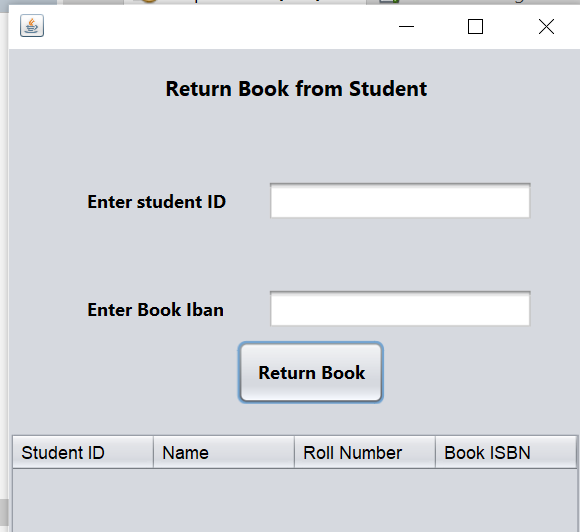 Return Book from Student
Enter student ID
Enter Book Iban
Return Book
Student ID Name Roll Number Book ISBN